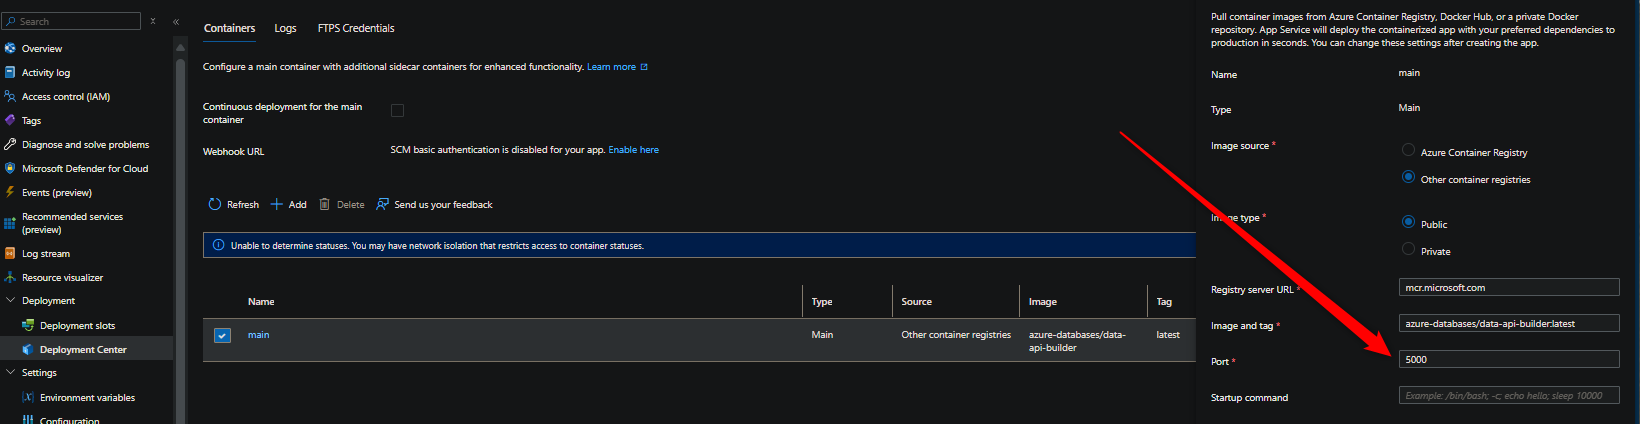 Search
Overview
Activity log
Access control (IAM)
Tags
Diagnose and solve problems
Microsoft Defender for Cloud
Events (preview)
Recommended services
(preview)
Log stream
Resource visualizer
Deployment
Deployment slots
Deployment Center
Settings
Environment variables
Configuration
Containers Logs FTPS Credentials
Configure a main container with additional sidecar containers for enhanced functionality. Learn more
Continuous deployment for the main
container
Webhook URL SCM basic authentication is disabled for your app. Enable here
Refresh Add Delete Send us your feedback
Unable to determine statuses. You may have network isolation that restricts access to container statuses.
Name Type Source Image Tag
main Main Other container registries azure-databases/data- latest
api-builder
Pull container images from Azure Container Registry, Docker Hub, or a private Docker
repository. App Service will deploy the containerized app with your preferred dependencies to
production in seconds. You can change these settings after creating the app.
Name main
Type Main
Image source * Azure Container Registry
Other container registries
Image type * Public
Private
Registry server URL * mcr.microsoft.com
Image and tag * azure-databases/data-api-builder:latest
Port * 5000
Startup command Example: /bin/bash; -c; echo hello; sleep 10000